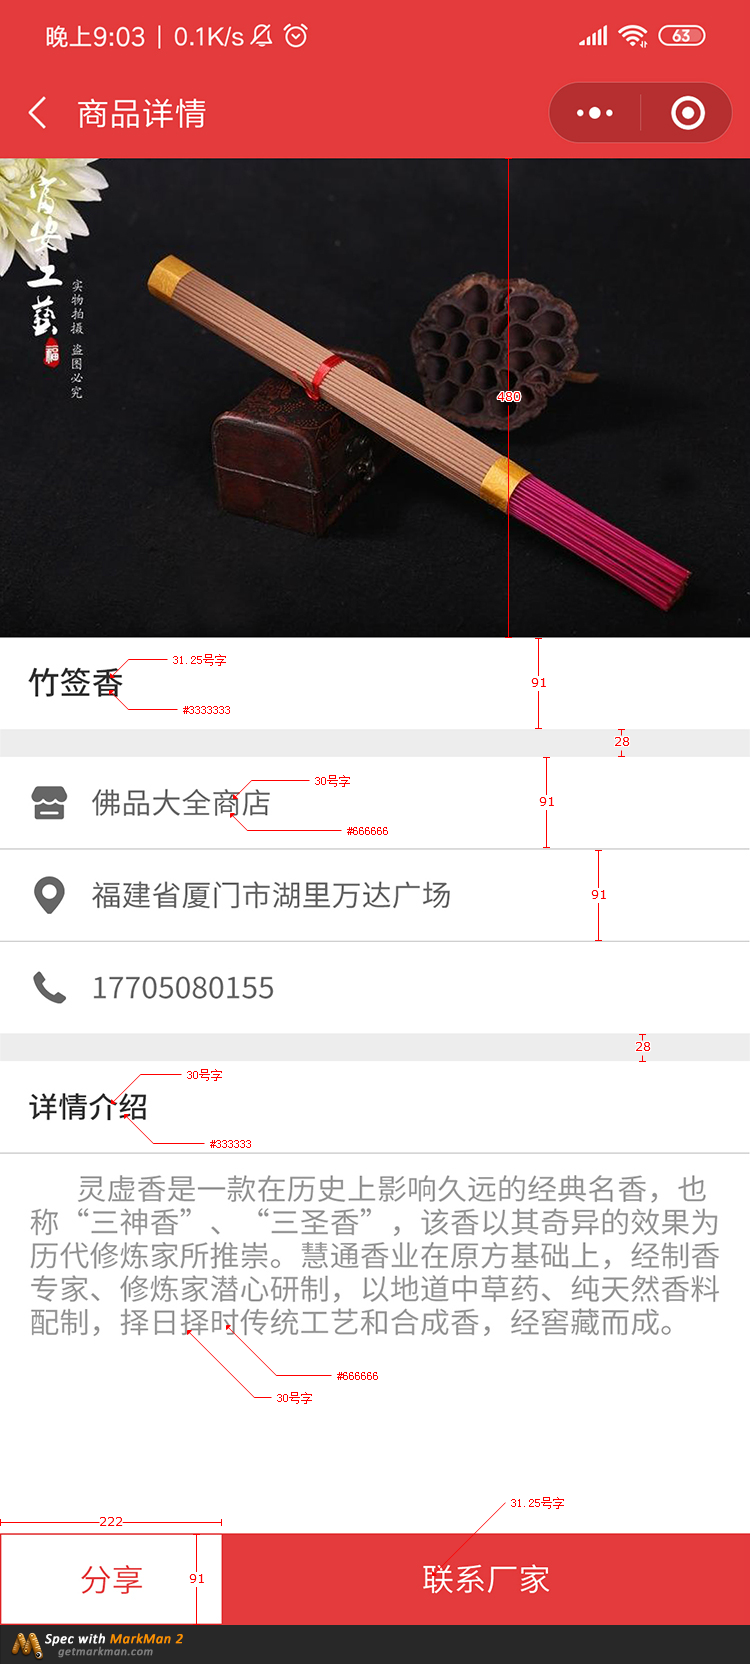 晚上9:03 | 0.1K/s
63
商品详情
富安工藝
福
实物拍摄 盗图必究
480
31.25号字
竹签香
91
#3333333
28
30号字
佛品大全商店
91
#666666
福建省厦门市湖里万达广场
91
17705080155
28
30号字
详情介绍
#333333
灵虚香是一款在历史上影响久远的经典名香，也
称“三神香”、“三圣香”，该香以其奇异的效果为
历代修炼家所推崇。慧通香业在原方基础上，经制香
专家、修炼家潜心研制，以地道中草药、纯天然香料
配制，择日择时传统工艺和合成香，经窖藏而成。
#666666
30号字
31.25号字
222
分享
91
联系厂家
Spec with MarkMan 2
getmarkman.com